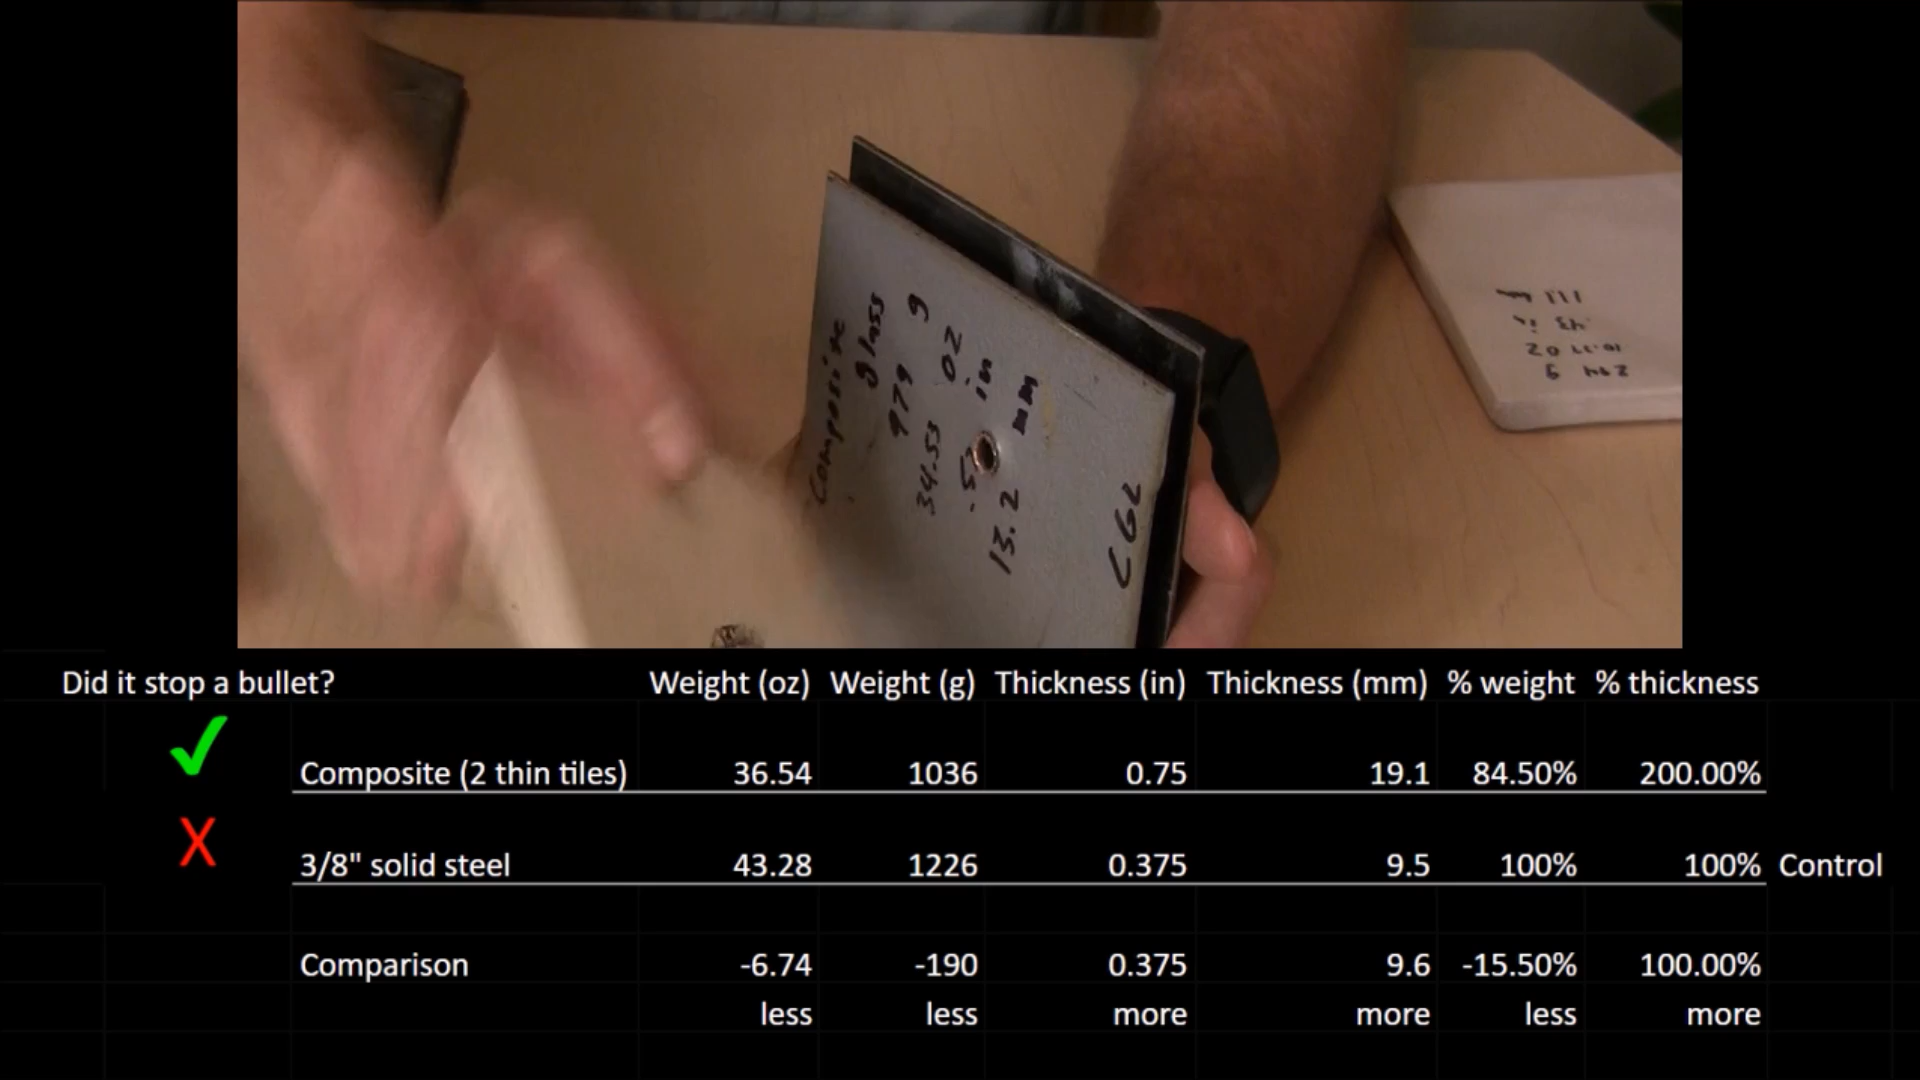 Composite
glass
979 g
34.53 oz
in
13.2 mm
CGL
Did it stop a bullet? Weight (oz) Weight (g) Thickness (in) Thickness (mm) % weight % thickness
Composite (2 thin tiles) 36.54 1036 0.75 19.1 84.50% 200.00%
X 3/8" solid steel 43.28 1226 0.375 9.5 100% 100% Control
Comparison -6.74 -190 0.375 9.6 -15.50% 100.00%
less less more more less more